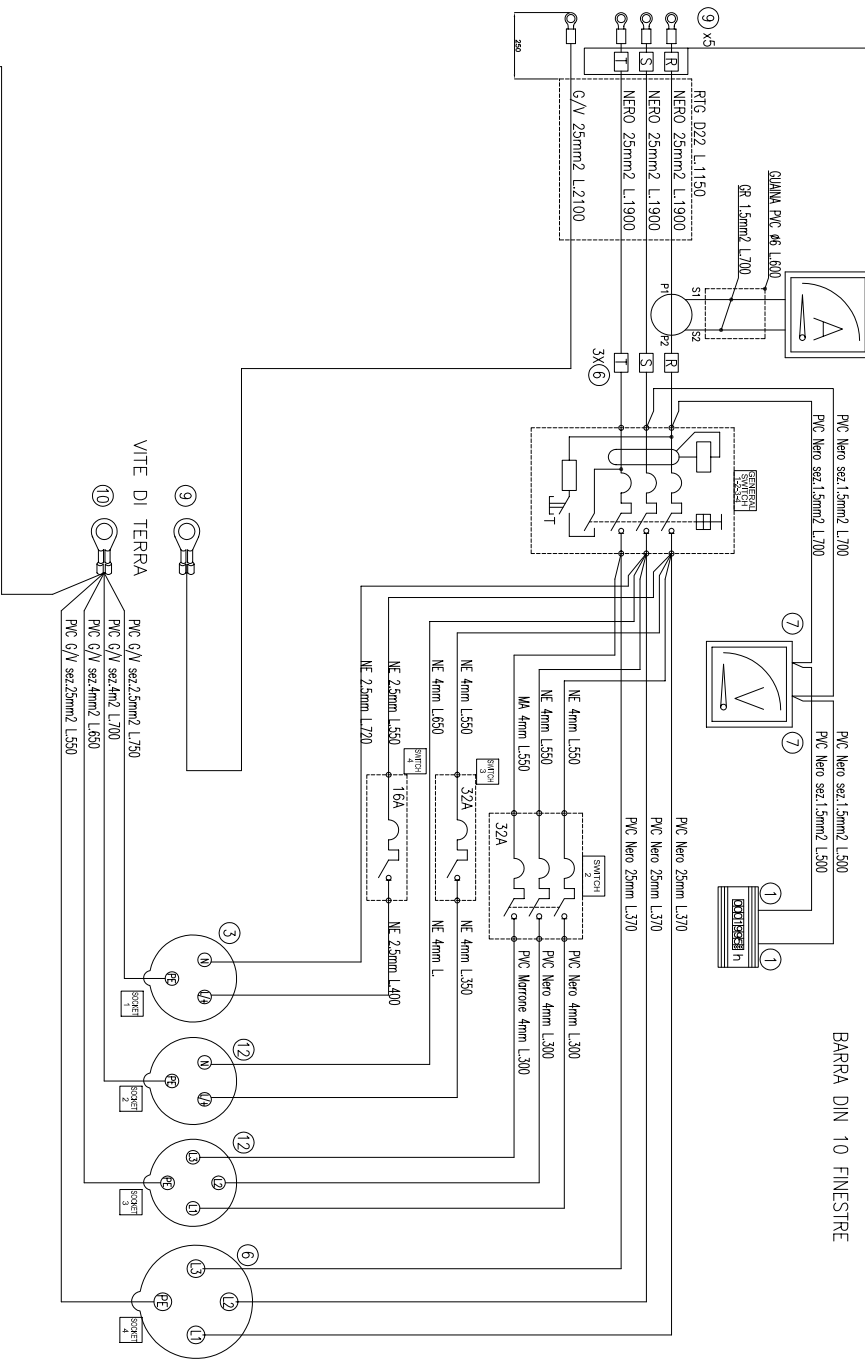 9 x5
250
R
S
T
RTG D22 L.1150
NERO 25mm2 L.1900
NERO 25mm2 L.1900
NERO 25mm2 L.1900
G/V 25mm2 L.2100
GUAINA PVC ø6 L.600
GR 1.5mm2 L.700
A
S1
S2
P1
P2
R
S
T
3X 6
GENERAL
SWITCH
1-2-3-4
T
PVC Nero sez.1.5mm2 L.700
PVC Nero sez.1.5mm2 L.700
7
V
7
PVC Nero sez.1.5mm2 L.500
PVC Nero sez.1.5mm2 L.500
1
h
1
BARRA DIN 10 FINESTRE
VITE DI TERRA
9
10
PVC G/V sez.2.5mm2 L.750
PVC G/V sez.4m2 L.700
PVC G/V sez.4mm2 L.650
PVC G/V sez.25mm2 L.550
NE 4mm L.550
NE 4mm L.550
MA 4mm L.550
NE 4mm L.550
NE 4mm L.650
NE 2.5mm L.550
NE 2.5mm L.720
PVC Nero 25mm L.370
PVC Nero 25mm L.370
PVC Nero 25mm L.370
SWITCH
2
32A
SWITCH
3
32A
SWITCH
4
16A
PVC Nero 4mm L.300
PVC Nero 4mm L.300
PVC Marrone 4mm L.300
NE 4mm L.350
NE 4mm L.
NE 2.5mm L.400
3
N
L/+
PE
SOCKET
1
12
N
L/+
PE
SOCKET
2
12
L3
L2
L1
PE
SOCKET
3
6
L3
L2
L1
PE
SOCKET
4